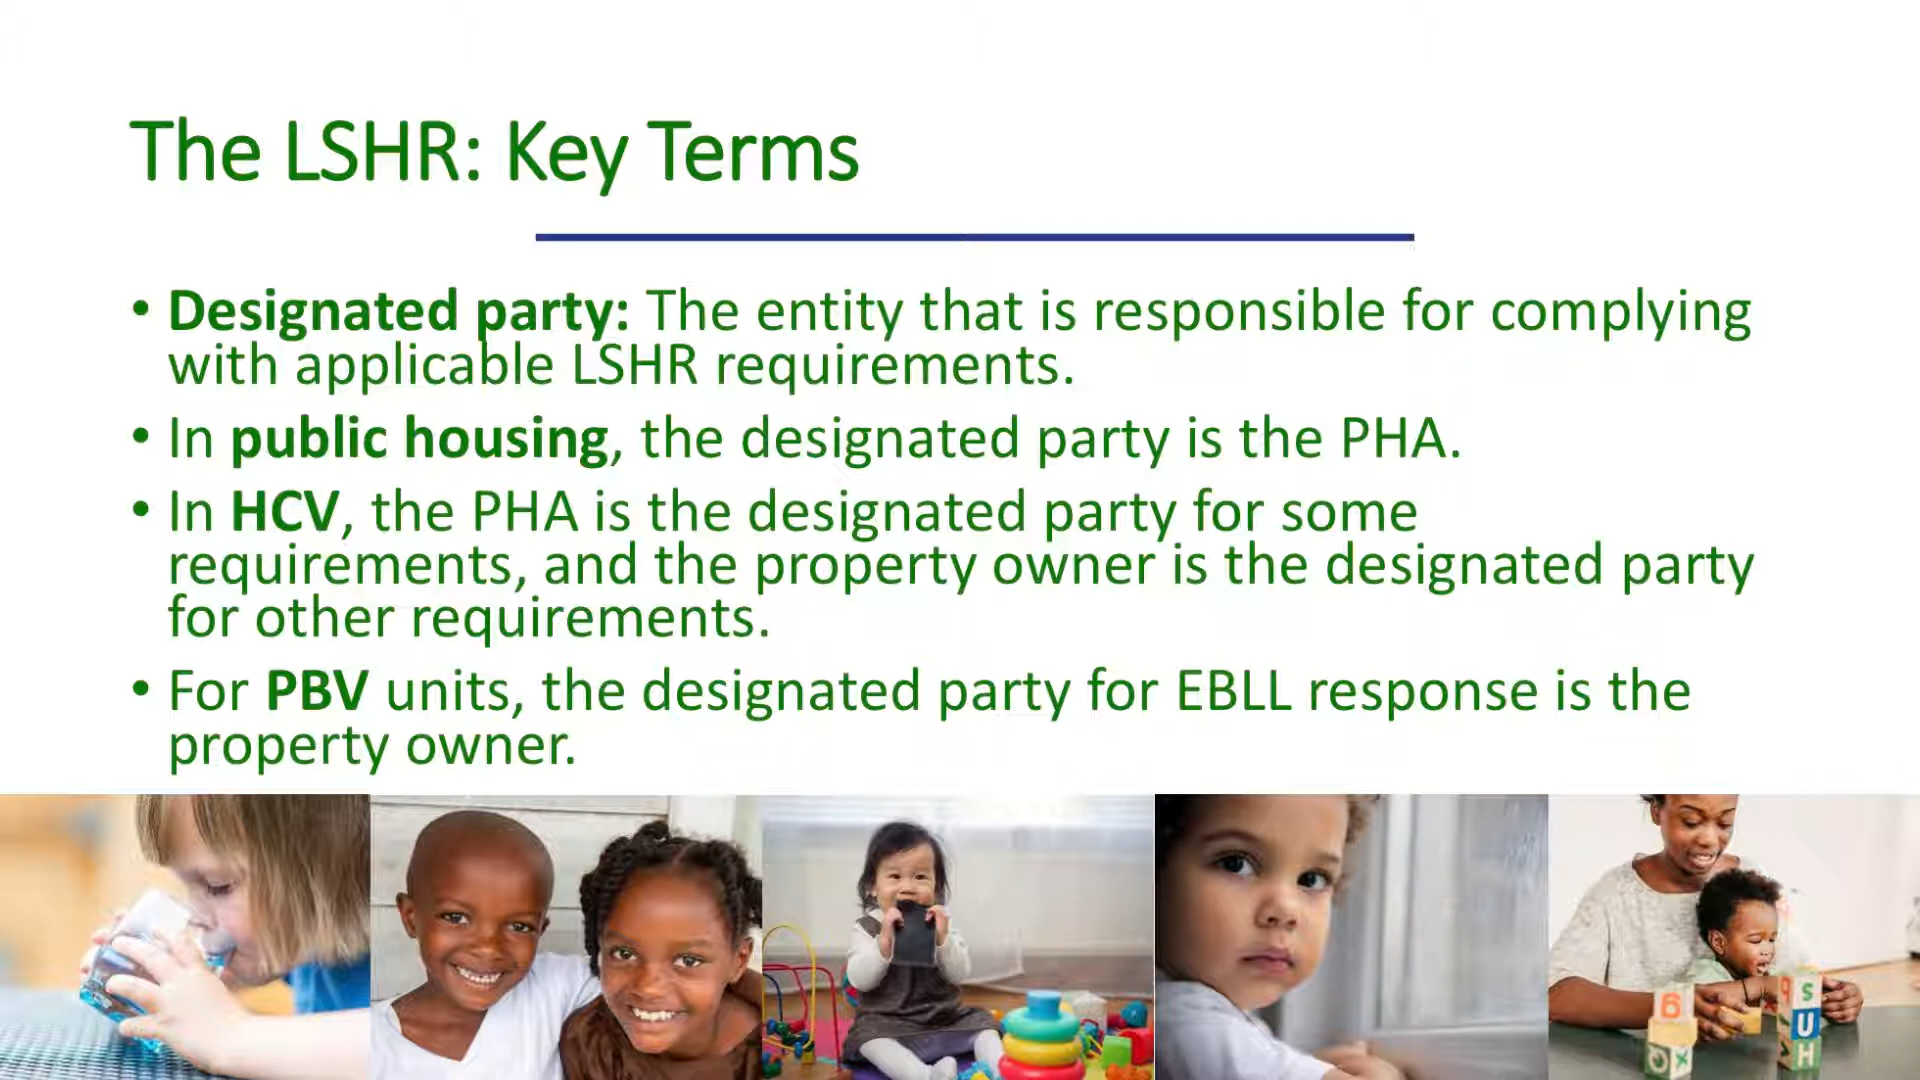 The LSHR: Key Terms
• Designated party: The entity that is responsible for complying
with applicable LSHR requirements.
• In public housing, the designated party is the PHA.
• In HCV, the PHA is the designated party for some
requirements, and the property owner is the designated party
for other requirements.
• For PBV units, the designated party for EBLL response is the
property owner.
6
S
U
H